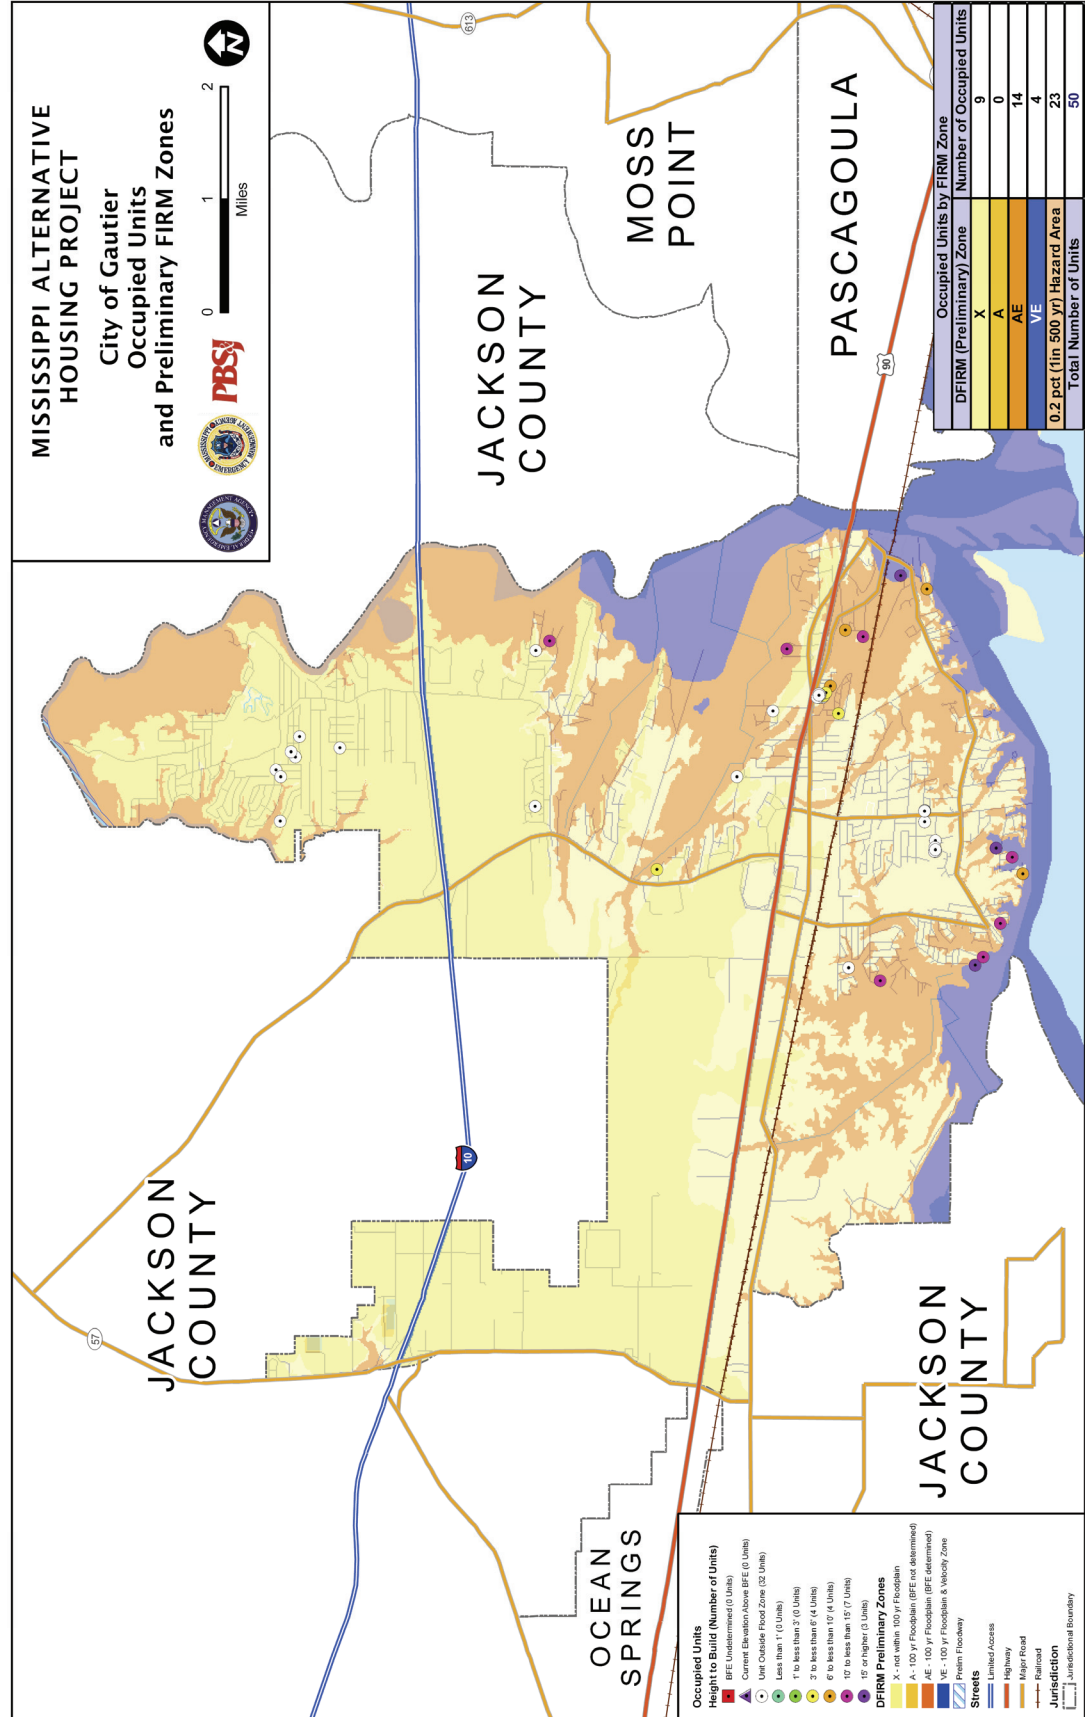 MISSISSIPPI ALTERNATIVE
HOUSING PROJECT
City of Gautier
Occupied Units
and Preliminary FIRM Zones
PBSJ
0 1 2
Miles
N
613
57
10
90
JACKSON
COUNTY
JACKSON
COUNTY
MOSS
POINT
PASCAGOULA
OCEAN
SPRINGS
JACKSON
COUNTY
Occupied Units
Height to Build (Number of Units)
BFE Undetermined (0 Units)
Current Elevation Above BFE (0 Units)
Unit Outside Flood Zone (32 Units)
Less than 1' (0 Units)
1' to less than 3' (0 Units)
3' to less than 6' (4 Units)
6' to less than 10' (4 Units)
10' to less than 15' (7 Units)
15' or higher (3 Units)
DFIRM Preliminary Zones
X - not within 100 yr Floodplain
A - 100 yr Floodplain (BFE not determined)
AE - 100 yr Floodplain (BFE determined)
VE - 100 yr Floodplain & Velocity Zone
Prelim Floodway
Streets
Limited Access
Highway
Major Road
Railroad
Jurisdiction
Jurisdictional Boundary
Occupied Units by FIRM Zone
DFIRM (Preliminary) Zone Number of Occupied Units
X 9
A 0
AE 14
VE 4
0.2 pct (1in 500 yr) Hazard Area 23
Total Number of Units 50